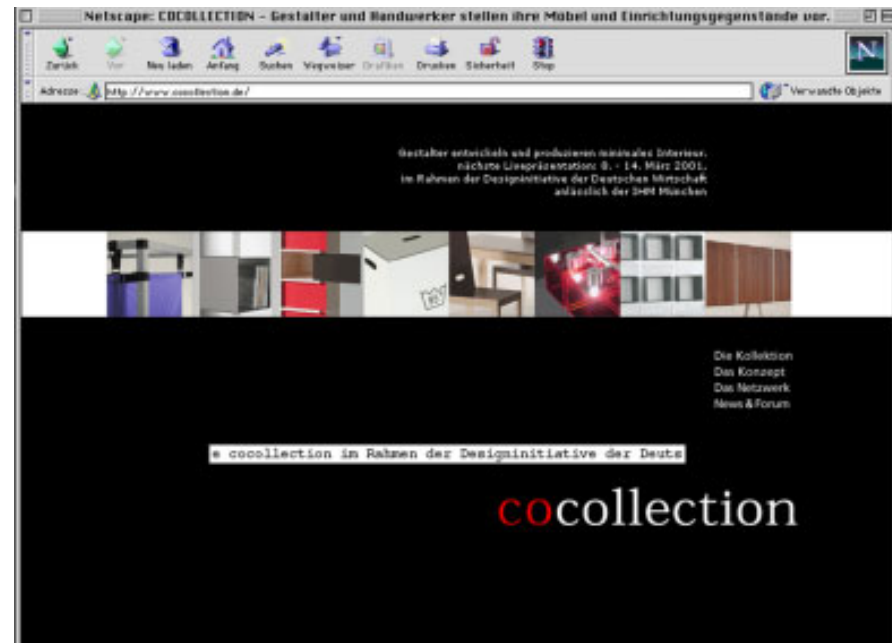 Netscape: COCOLLECTION - Gestalter und Handwerker stellen ihre Möbel und Einrichtungsgegenstände vor.
Zurück Vor Neu laden Anfang Suchen Wegweiser Grafiken Drucken Sicherheit Stop
N
Adresse: http://www.cocollection.de/ Verwandte Objekte
Gestalter entwickeln und produzieren minimales Interieur.
nächste Livepräsentation: 8. - 14. März 2001.
im Rahmen der Designinitiative der Deutschen Wirtschaft
anlässlich der IHM München
Die Kollektion
Das Konzept
Das Netzwerk
News & Forum
e cocollection im Rahmen der Designinitiative der Deuts
cocollection